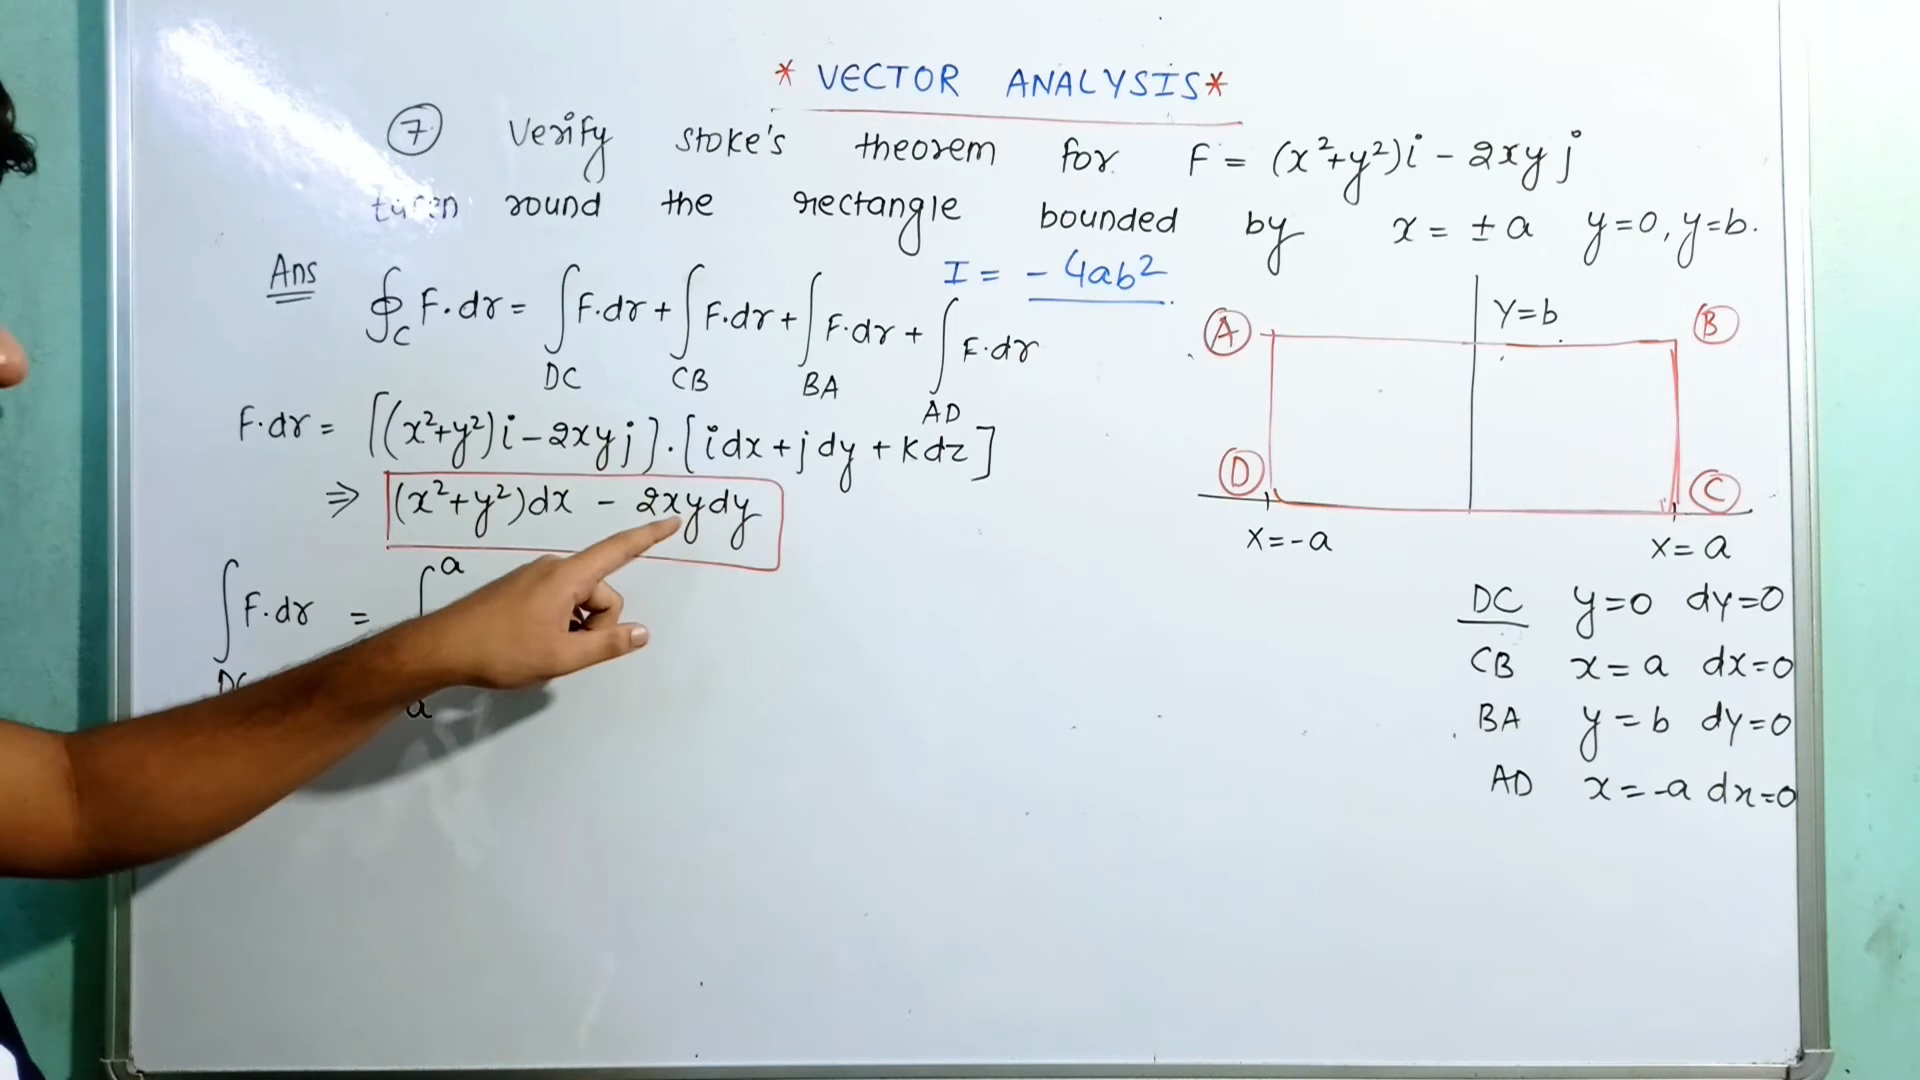 * VECTOR ANALYSIS *
⑦ Verify stoke's theorem for F = (x²+y²)i - 2xyj
round the rectangle bounded by x = ± a y=0, y=b.
Ans
I = - 4ab²
∮C F.dr = ∫DC F.dr + ∫CB F.dr + ∫BA F.dr + ∫AD F.dr
F.dr = [(x²+y²)i - 2xyj].[idx + jdy + kdz]
⇒ (x²+y²)dx - 2xydy
∫DC F.dr = ∫ a
a
Y=b
A
B
D
C
x=-a
x=a
DC y=0 dy=0
CB x=a dx=0
BA y=b dy=0
AD x=-a dx=0